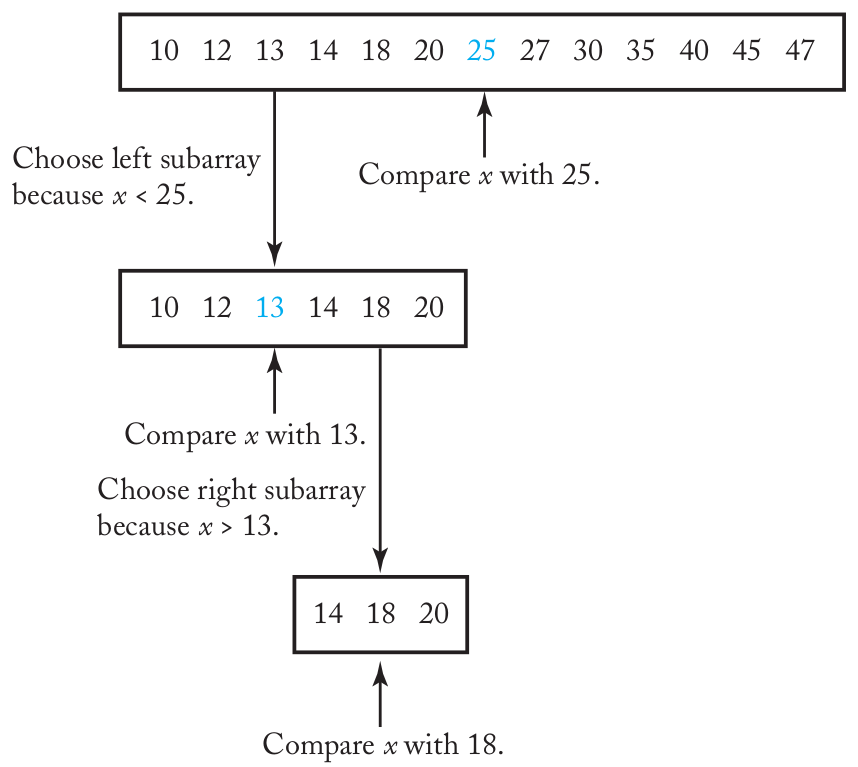 10 12 13 14 18 20 25 27 30 35 40 45 47
Choose left subarray
because x < 25.
Compare x with 25.
10 12 13 14 18 20
Compare x with 13.
Choose right subarray
because x > 13.
14 18 20
Compare x with 18.